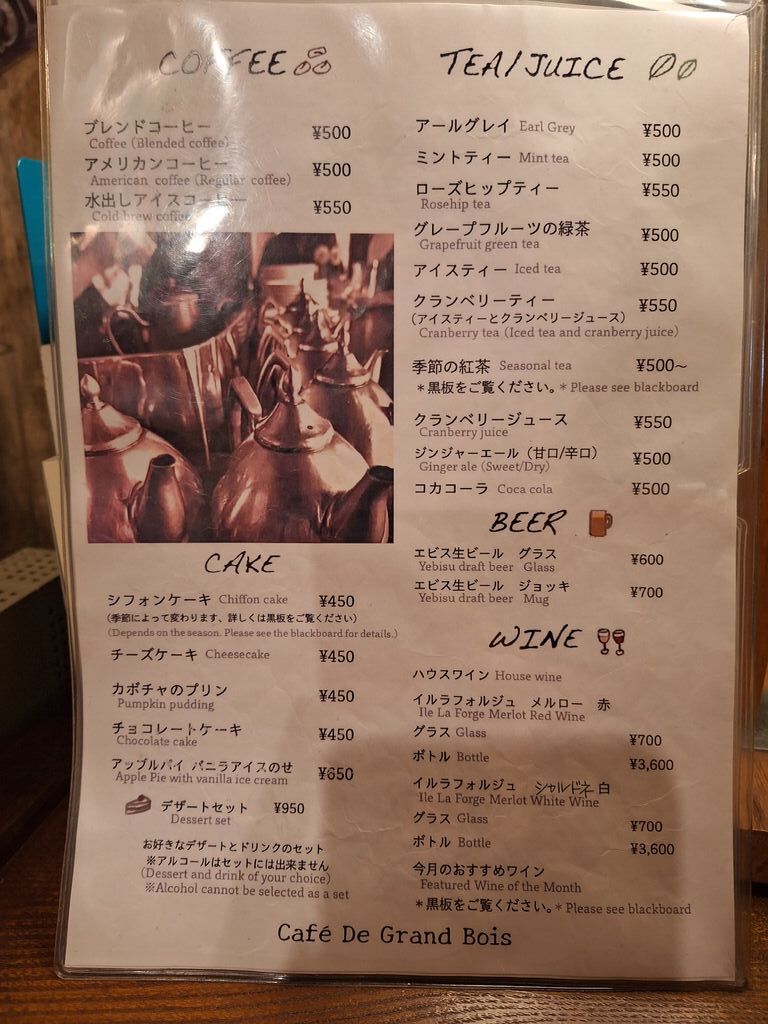 COFFEE
ブレンドコーヒー ¥500
Coffee (Blended coffee)
アメリカンコーヒー ¥500
American coffee (Regular coffee)
水出しアイスコーヒー ¥550
Cold brew coffee
CAKE
シフォンケーキ Chiffon cake ¥450
(季節によって変わります、詳しくは黒板をご覧ください)
(Depends on the season. Please see the blackboard for details.)
チーズケーキ Cheesecake ¥450
カボチャのプリン ¥450
Pumpkin pudding
チョコレートケーキ ¥450
Chocolate cake
アップルパイ バニラアイスのせ ¥650
Apple Pie with vanilla ice cream
デザートセット ¥950
Dessert set
お好きなデザートとドリンクのセット
※アルコールはセットには出来ません
(Dessert and drink of your choice)
※Alcohol cannot be selected as a set
TEA/JUICE
アールグレイ Earl Grey ¥500
ミントティー Mint tea ¥500
ローズヒップティー ¥550
Rosehip tea
グレープフルーツの緑茶 ¥500
Grapefruit green tea
アイスティー Iced tea ¥500
クランベリーティー ¥550
(アイスティーとクランベリージュース)
Cranberry tea (Iced tea and cranberry juice)
季節の紅茶 Seasonal tea ¥500〜
＊黒板をご覧ください。＊Please see blackboard
クランベリージュース ¥550
Cranberry juice
ジンジャーエール (甘口/辛口) ¥500
Ginger ale (Sweet/Dry)
コカコーラ Coca cola ¥500
BEER
エビス生ビール グラス ¥600
Yebisu draft beer Glass
エビス生ビール ジョッキ ¥700
Yebisu draft beer Mug
WINE
ハウスワイン House wine
イルラフォルジュ メルロー 赤
Ile La Forge Merlot Red Wine
グラス Glass ¥700
ボトル Bottle ¥3,600
イルラフォルジュ シャルドネ 白
Ile La Forge Merlot White Wine
グラス Glass ¥700
ボトル Bottle ¥3,600
今月のおすすめワイン
Featured Wine of the Month
＊黒板をご覧ください。＊Please see blackboard
Café De Grand Bois